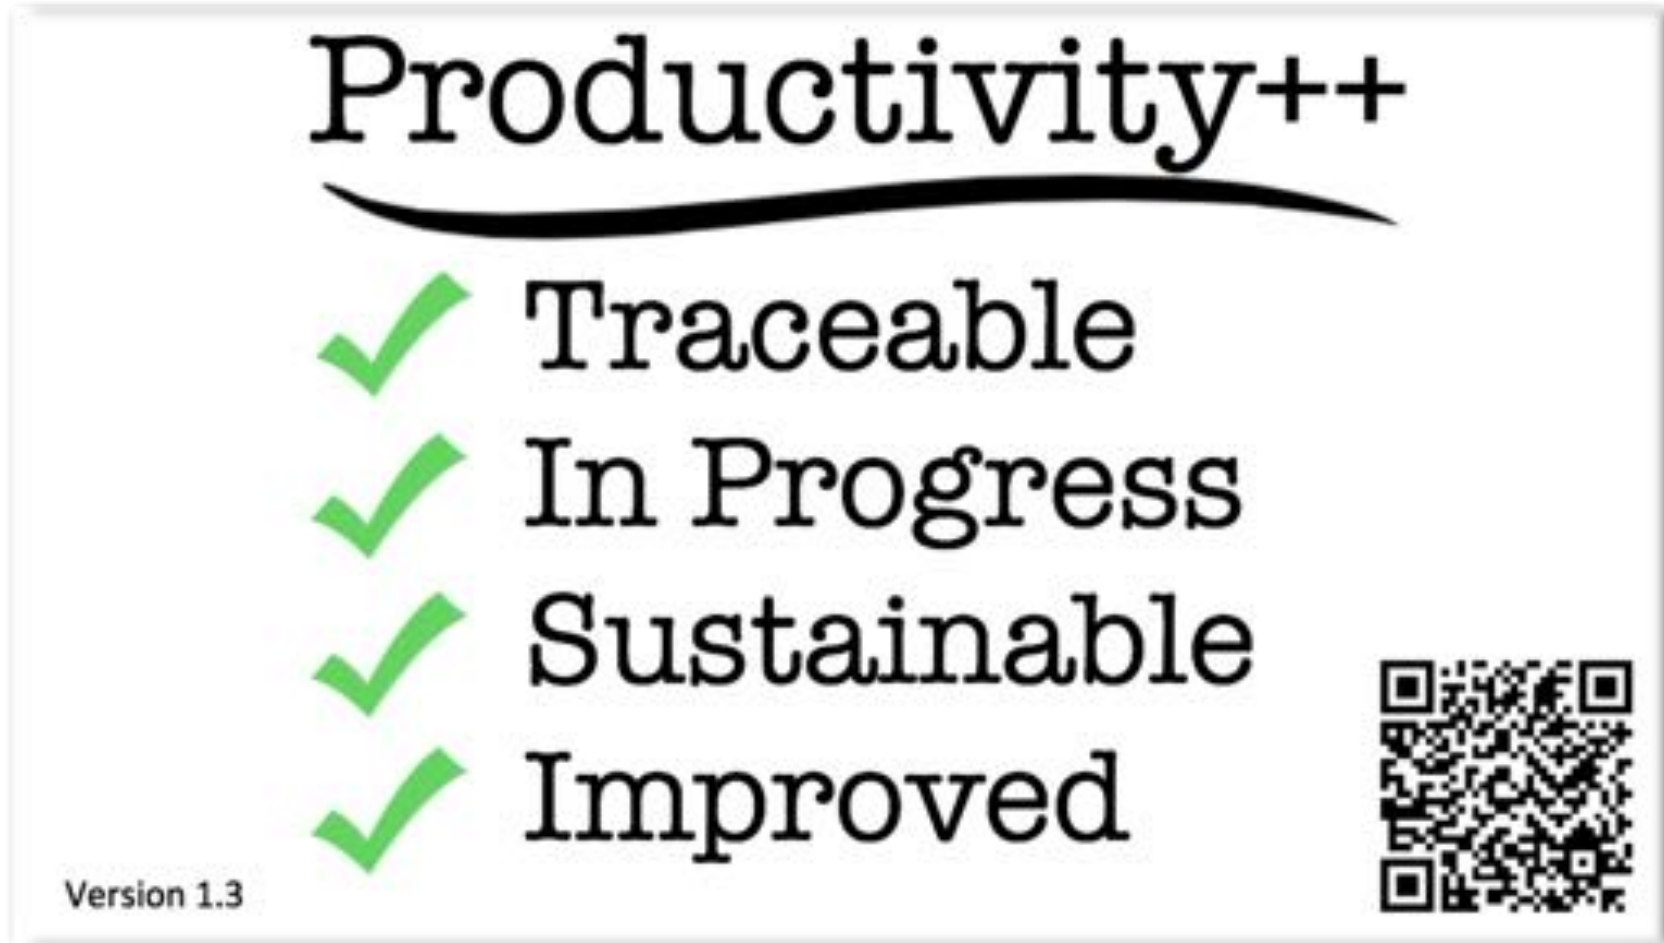 Productivity++
Traceable
In Progress
Sustainable
Improved
Version 1.3